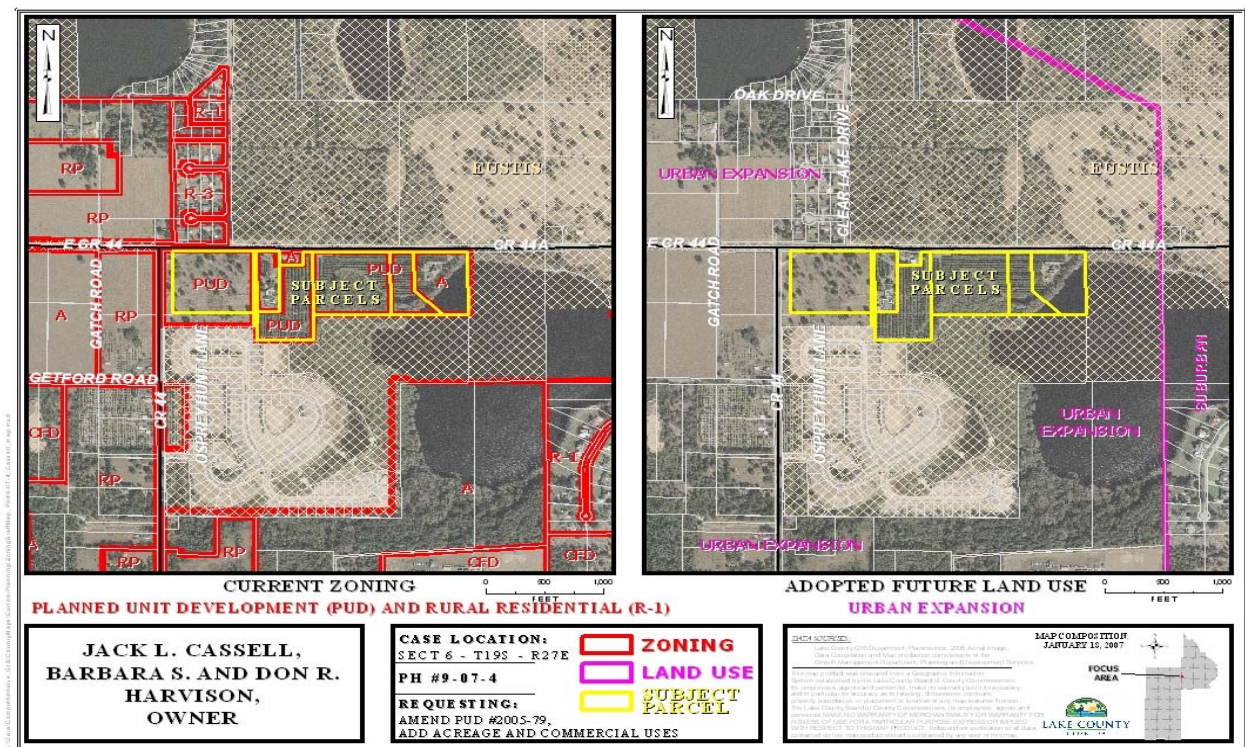 N
R-1
RP
R-3
EUSTIS
RP
E CR 44
CR 44A
A
PUD
PUD
SUBJECT
PARCELS
A
A
RP
GATCH ROAD
PUD
OSPREY HUNT LANE
GETFORD ROAD
CR 44
CFD
R-1
RP
A
A
RP
RP
CFD
CFD
N
OAK DRIVE
CLEAR LAKE DRIVE
URBAN EXPANSION
EUSTIS
E CR 44
CR 44A
GATCH ROAD
SUBJECT
PARCELS
OSPREY HUNT LANE
CR 44
SUBURBAN
URBAN
EXPANSION
URBAN EXPANSION
CURRENT ZONING
0 500 1,000
FEET
PLANNED UNIT DEVELOPMENT (PUD) AND RURAL RESIDENTIAL (R-1)
ADOPTED FUTURE LAND USE
0 500 1,000
FEET
URBAN EXPANSION
JACK L. CASSELL,
BARBARA S. AND DON R.
HARVISON,
OWNER
CASE LOCATION:
SECT 6 - T19S - R27E
PH #9-07-4
REQUESTING:
AMEND PUD #2005-79,
ADD ACREAGE AND COMMERCIAL USES
ZONING
LAND USE
SUBJECT
PARCEL
DATA SOURCES:
MAP COMPOSITION
JANUARY 18, 2007
FOCUS
AREA
LAKE COUNTY